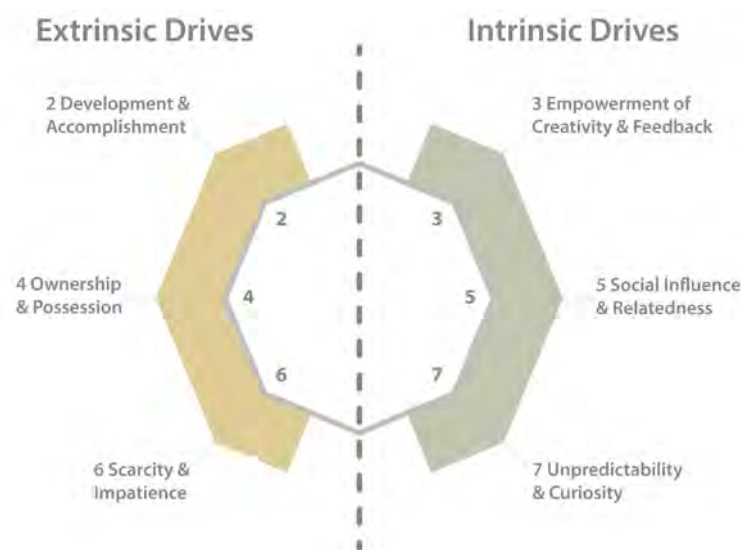 Extrinsic Drives
Intrinsic Drives
2 Development &
Accomplishment
3 Empowerment of
Creativity & Feedback
2
3
4 Ownership
& Possession
4
5
5 Social Influence
& Relatedness
6
7
6 Scarcity &
Impatience
7 Unpredictability
& Curiosity